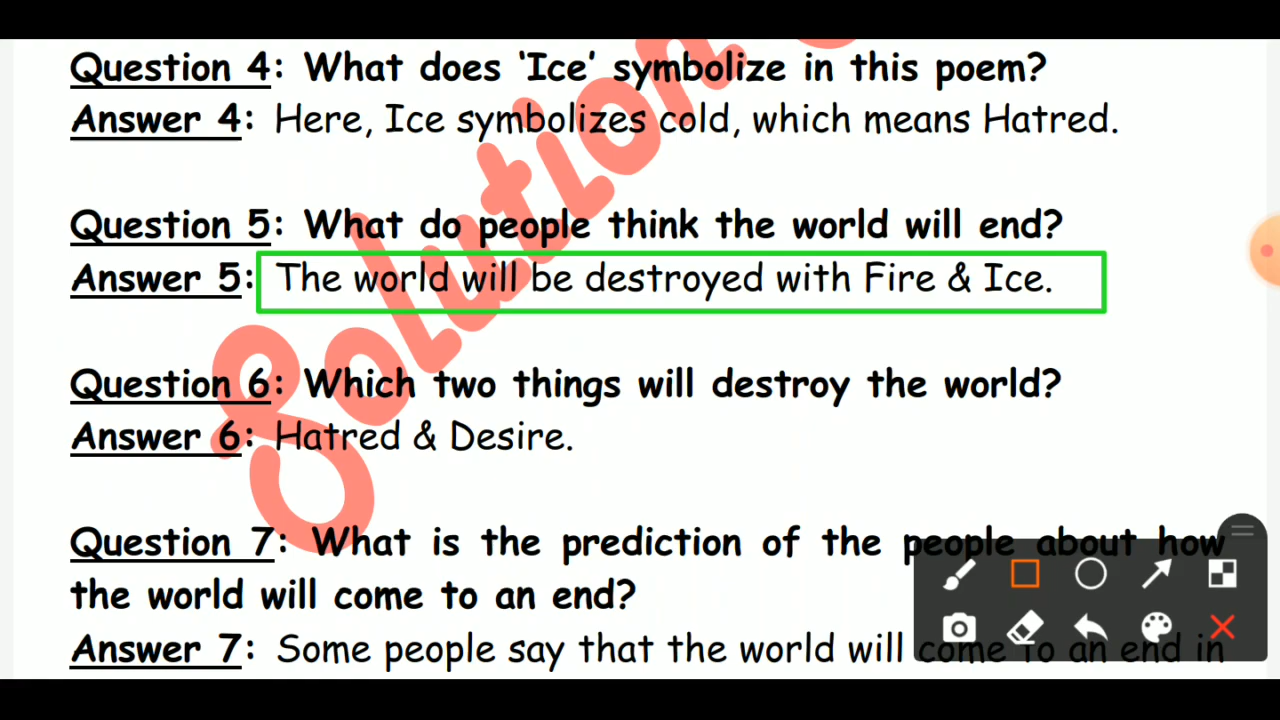 Question 4: What does ‘Ice’ symbolize in this poem?
Answer 4: Here, Ice symbolizes cold, which means Hatred.
Question 5: What do people think the world will end?
Answer 5: The world will be destroyed with Fire & Ice.
Question 6: Which two things will destroy the world?
Answer 6: Hatred & Desire.
Question 7: What is the prediction of the people about how
the world will come to an end?
Answer 7: Some people say that the world will come to an end in
Solution